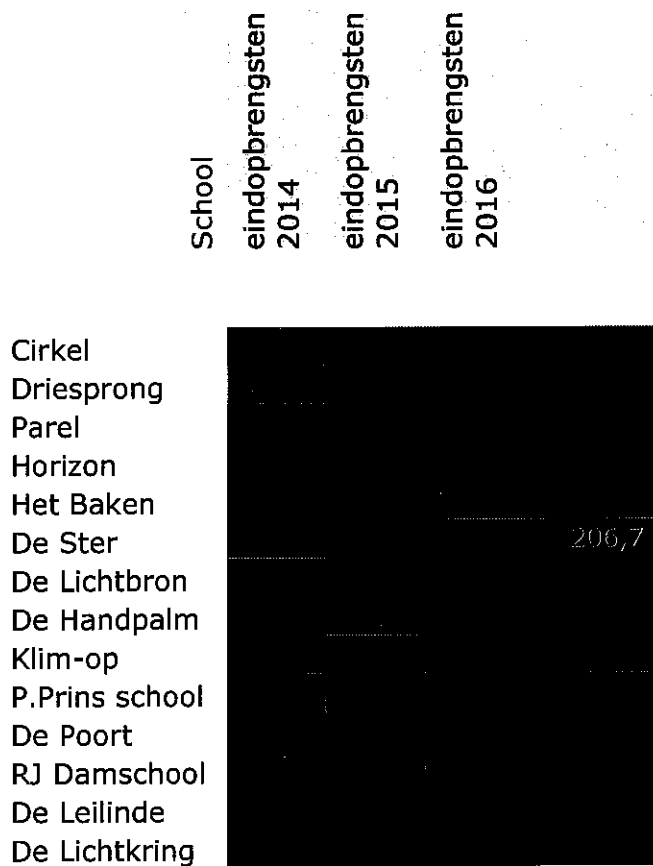 School
eindopbrengsten
2014
eindopbrengsten
2015
eindopbrengsten
2016
Cirkel
Driesprong
Parel
Horizon
Het Baken
De Ster 206,7
De Lichtbron
De Handpalm
Klim-op
P.Prins school
De Poort
RJ Damschool
De Leilinde
De Lichtkring